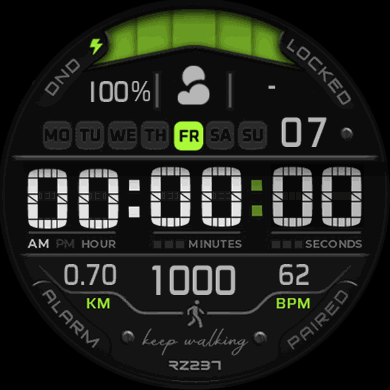 DND LOCKED
100% -
MO TU WE TH FR SA SU 07
00:00:00
AM PM HOUR MINUTES SECONDS
0.70 1000 62
KM BPM
ALARM PAIRED
keep walking
RZ237